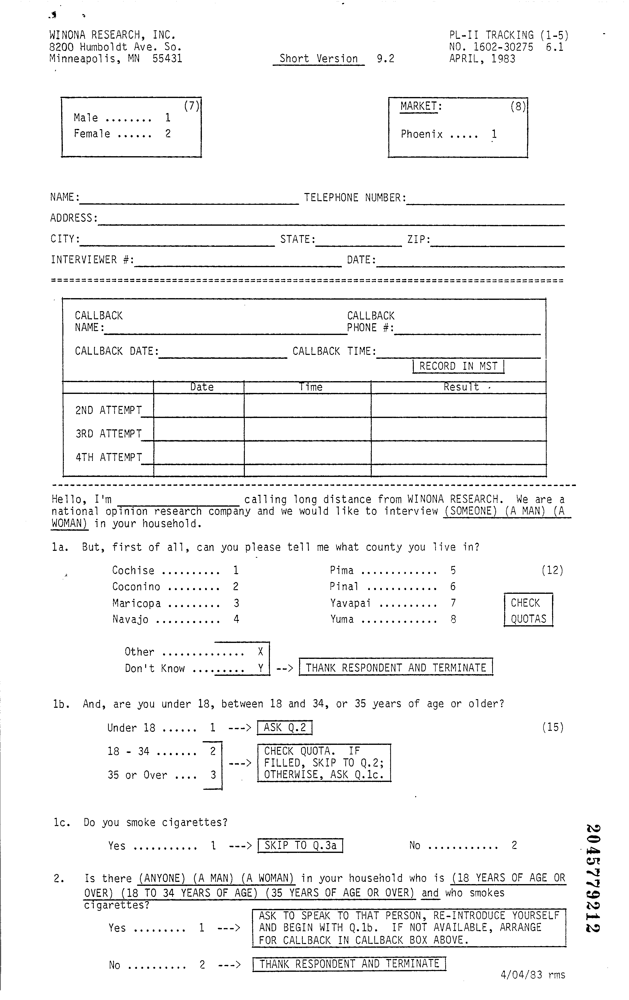 WINONA RESEARCH, INC.
8200 Humboldt Ave. So.
Minneapolis, MN 55431
Short Version 9.2
PL-II TRACKING (1-5)
NO. 1602-30275 6.1
APRIL, 1983
(7)
Male ........ 1
Female ...... 2
MARKET: (8)
Phoenix ..... 1
NAME: TELEPHONE NUMBER:
ADDRESS:
CITY: STATE: ZIP:
INTERVIEWER #: DATE:
CALLBACK NAME: CALLBACK PHONE #:
CALLBACK DATE: CALLBACK TIME:
RECORD IN MST
Date Time Result
2ND ATTEMPT
3RD ATTEMPT
4TH ATTEMPT
Hello, I'm ____________ calling long distance from WINONA RESEARCH. We are a
national opinion research company and we would like to interview (SOMEONE) (A MAN) (A
WOMAN) in your household.
1a. But, first of all, can you please tell me what county you live in?
Cochise .......... 1 Pima ............. 5 (12)
Coconino ......... 2 Pinal ............ 6
Maricopa ......... 3 Yavapai .......... 7 CHECK
Navajo ........... 4 Yuma ............. 8 QUOTAS
Other .............. X
Don't Know ......... Y --> THANK RESPONDENT AND TERMINATE
1b. And, are you under 18, between 18 and 34, or 35 years of age or older?
Under 18 ...... 1 ---> ASK Q.2 (15)
18 - 34 ....... 2 CHECK QUOTA. IF
---> FILLED, SKIP TO Q.2;
35 or Over .... 3 OTHERWISE, ASK Q.1c.
1c. Do you smoke cigarettes?
Yes ........... 1 ---> SKIP TO Q.3a No ............ 2
2. Is there (ANYONE) (A MAN) (A WOMAN) in your household who is (18 YEARS OF AGE OR
OVER) (18 TO 34 YEARS OF AGE) (35 YEARS OF AGE OR OVER) and who smokes
cigarettes?
ASK TO SPEAK TO THAT PERSON, RE-INTRODUCE YOURSELF
Yes ......... 1 ---> AND BEGIN WITH Q.1b. IF NOT AVAILABLE, ARRANGE
FOR CALLBACK IN CALLBACK BOX ABOVE.
No .......... 2 ---> THANK RESPONDENT AND TERMINATE
4/04/83 rms
2045779212